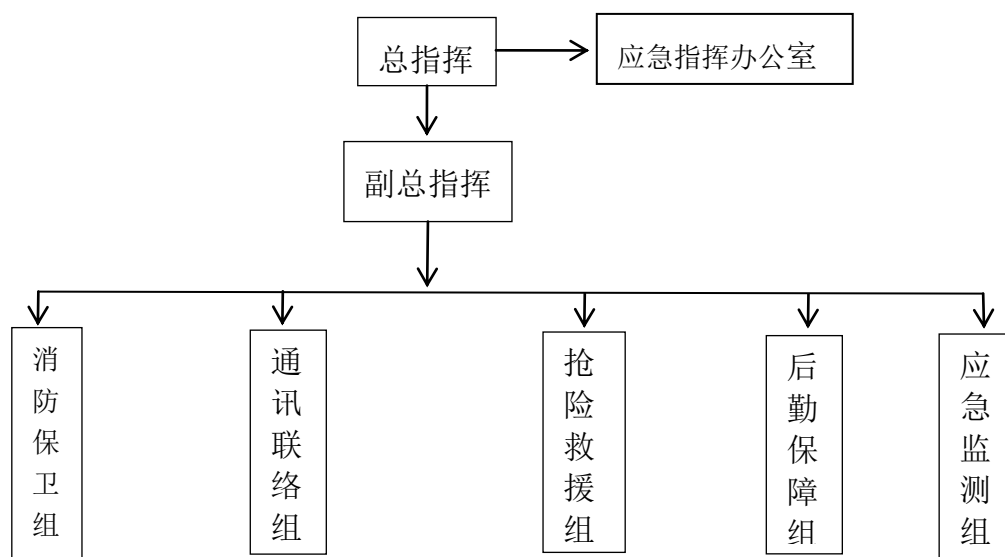 总指挥
应急指挥办公室
副总指挥
消防保卫组
通讯联络组
抢险救援组
后勤保障组
应急监测组